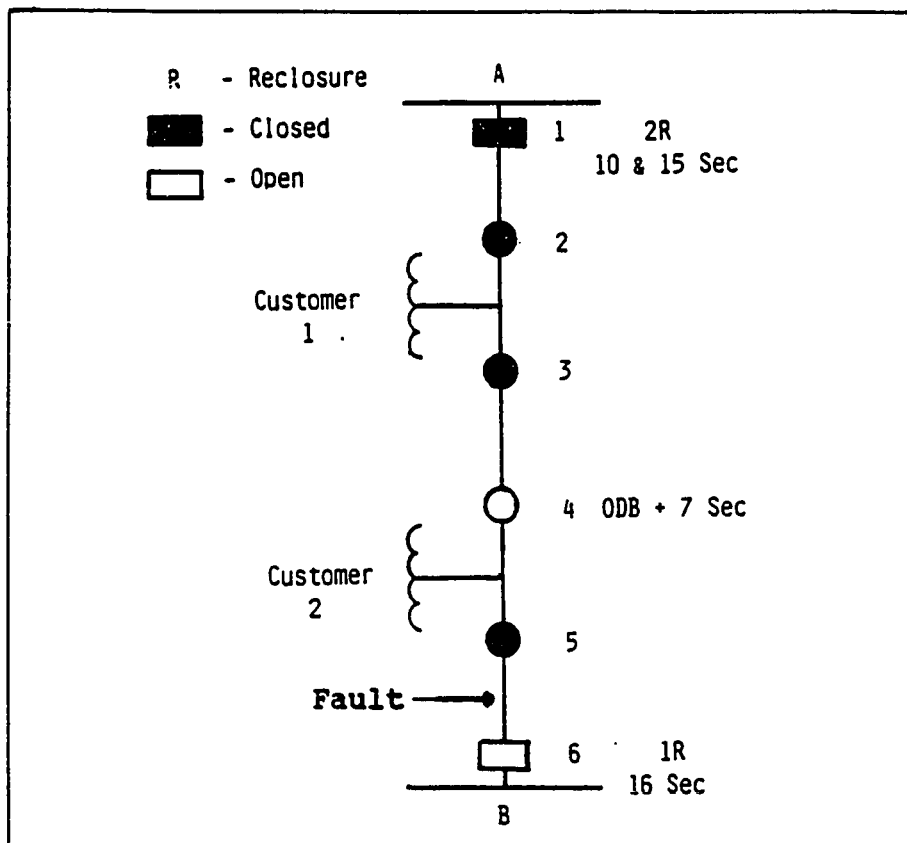 R - Reclosure
- Closed
- Open
A
1 2R
10 & 15 Sec
2
Customer
1
3
4 ODB + 7 Sec
Customer
2
5
Fault
6 1R
16 Sec
B